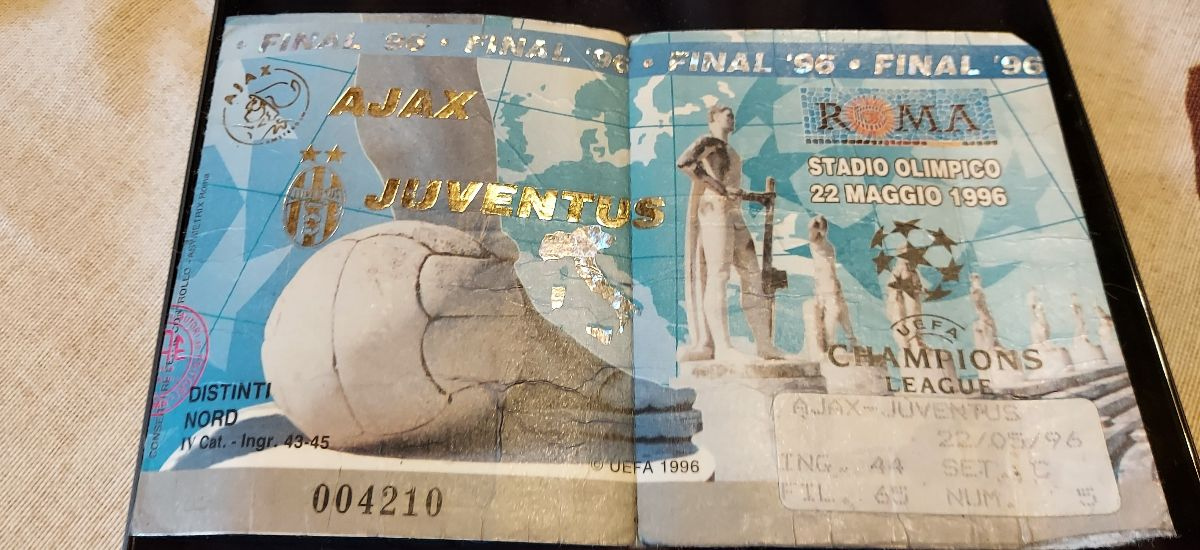 • FINAL '96 • FINAL '96 • FINAL '96 • FINAL '96
AJAX
AJAX
JUVENTUS
DISTINTI
NORD
IV Cat. - Ingr. 43-45
© UEFA 1996
004210
ROMA
STADIO OLIMPICO
22 MAGGIO 1996
UEFA
CHAMPIONS
LEAGUE
AJAX-JUVENTUS
22/05/96
ING. 44 SET. C
FIL. 65 NUM. 5